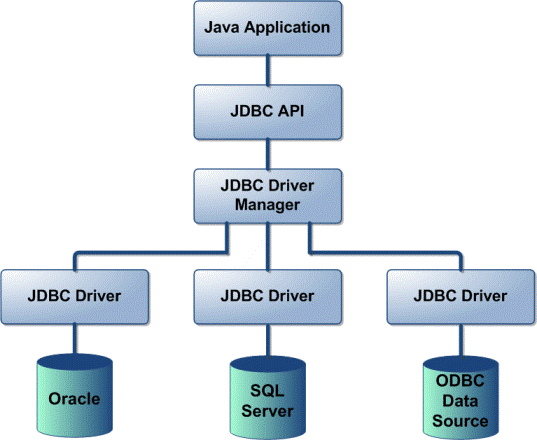 Java Application
JDBC API
JDBC Driver
Manager
JDBC Driver
JDBC Driver
JDBC Driver
Oracle
SQL
Server
ODBC
Data
Source